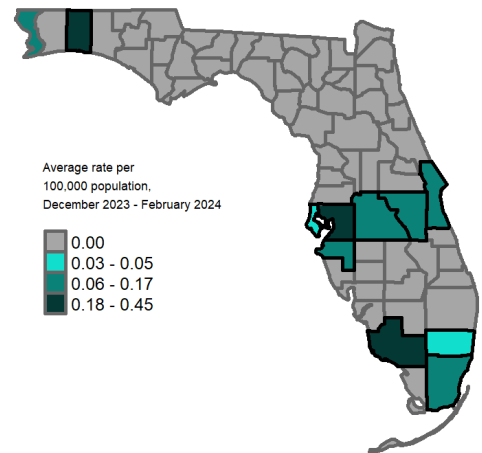 Average rate per
100,000 population,
December 2023 - February 2024
0.00
0.03 - 0.05
0.06 - 0.17
0.18 - 0.45